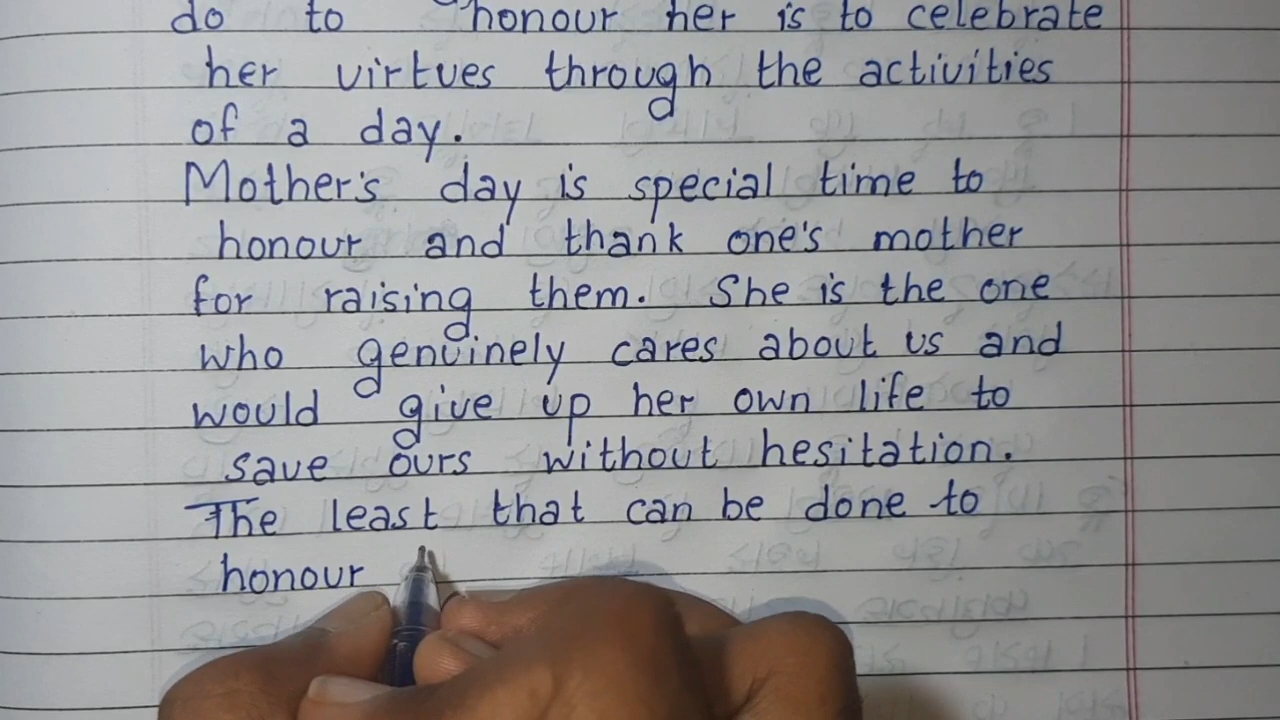 do to honour her is to celebrate
her virtues through the activities
of a day.
Mother's day is special time to
honour and thank one's mother
for raising them. She is the one
who genuinely cares about us and
would give up her own life to
save ours without hesitation.
The least that can be done to
honour